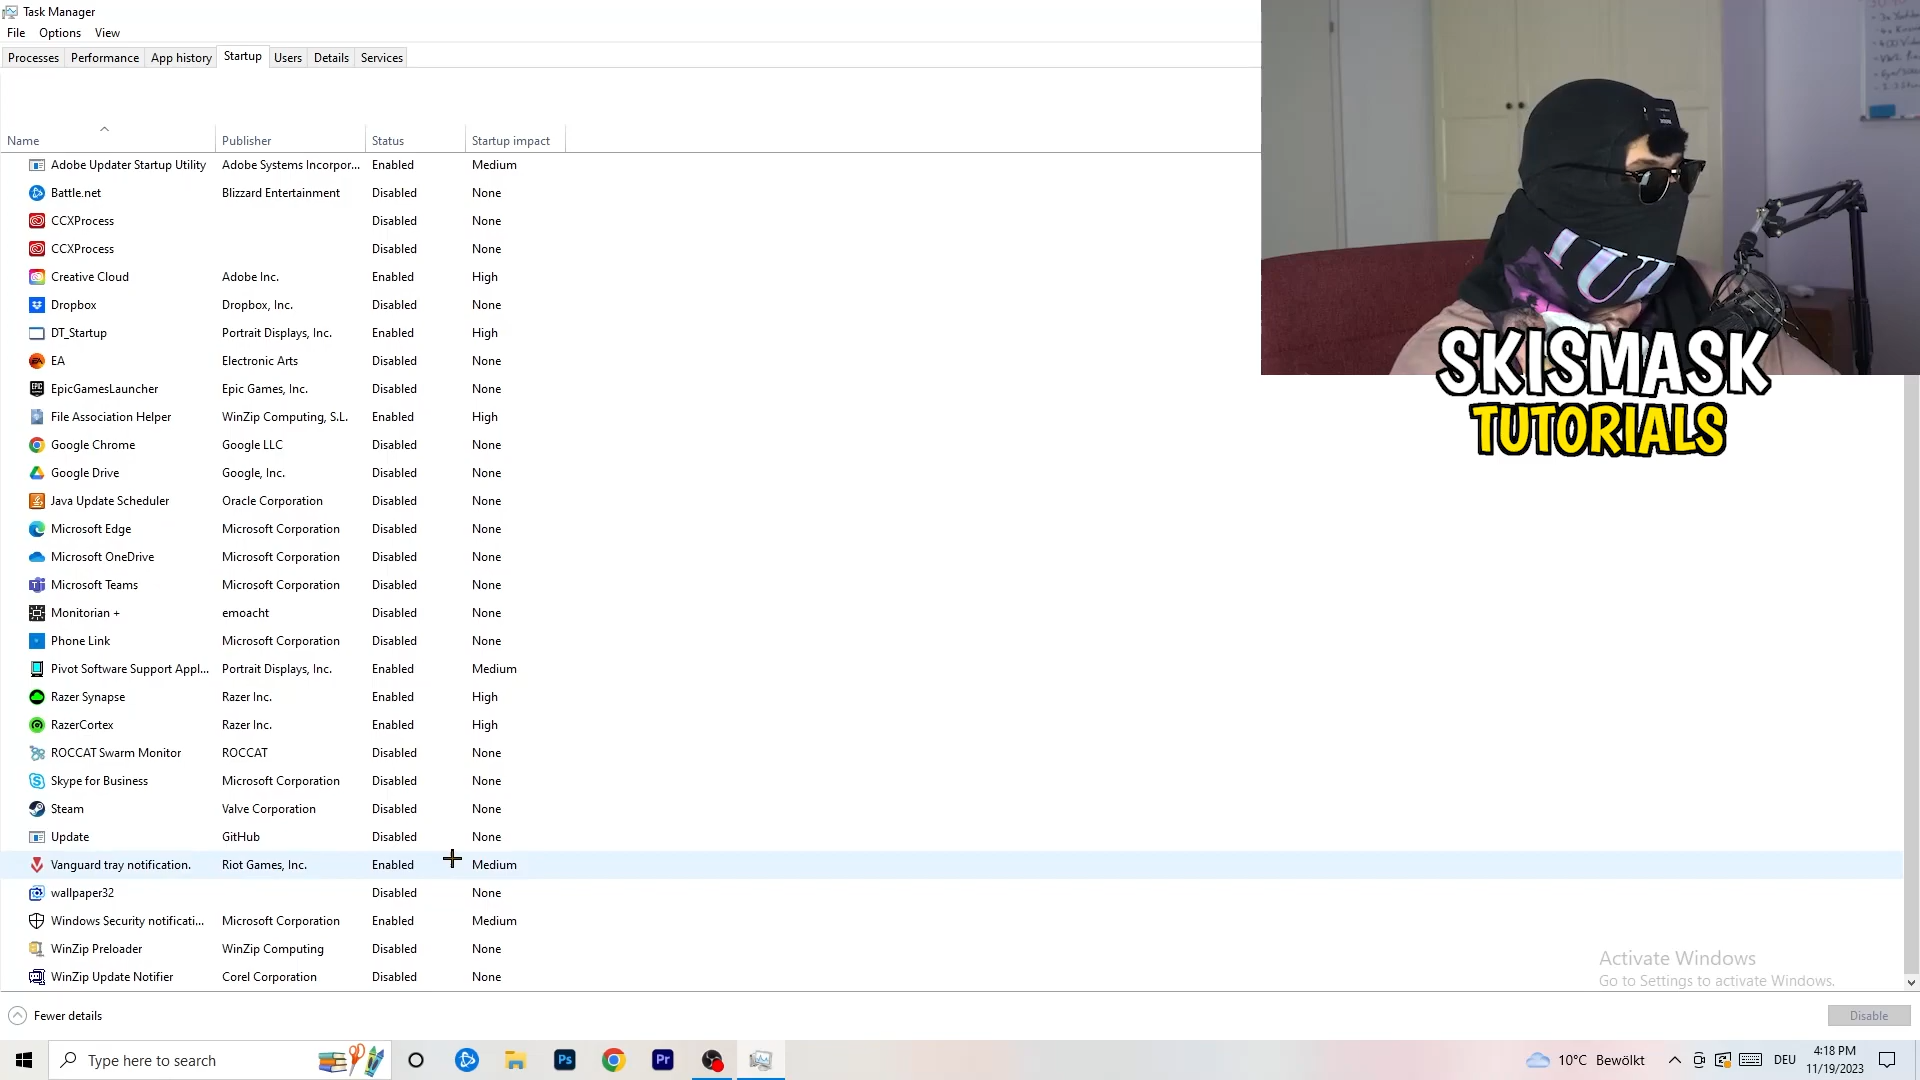 Task Manager
File Options View
Processes Performance App history Startup Users Details Services
Name Publisher Status Startup impact
Adobe Updater Startup Utility Adobe Systems Incorpor... Enabled Medium
Battle.net Blizzard Entertainment Disabled None
CCXProcess Disabled None
CCXProcess Disabled None
Creative Cloud Adobe Inc. Enabled High
Dropbox Dropbox, Inc. Disabled None
DT_Startup Portrait Displays, Inc. Enabled High
EA Electronic Arts Disabled None
EpicGamesLauncher Epic Games, Inc. Disabled None
File Association Helper WinZip Computing, S.L. Enabled High
Google Chrome Google LLC Disabled None
Google Drive Google, Inc. Disabled None
Java Update Scheduler Oracle Corporation Disabled None
Microsoft Edge Microsoft Corporation Disabled None
Microsoft OneDrive Microsoft Corporation Disabled None
Microsoft Teams Microsoft Corporation Disabled None
Monitorian + emoacht Disabled None
Phone Link Microsoft Corporation Disabled None
Pivot Software Support Appl... Portrait Displays, Inc. Enabled Medium
Razer Synapse Razer Inc. Enabled High
RazerCortex Razer Inc. Enabled High
ROCCAT Swarm Monitor ROCCAT Disabled None
Skype for Business Microsoft Corporation Disabled None
Steam Valve Corporation Disabled None
Update GitHub Disabled None
Vanguard tray notification. Riot Games, Inc. Enabled Medium
wallpaper32 Disabled None
Windows Security notificati... Microsoft Corporation Enabled Medium
WinZip Preloader WinZip Computing Disabled None
WinZip Update Notifier Corel Corporation Disabled None
SKISMASK
TUTORIALS
Activate Windows
Go to Settings to activate Windows.
Fewer details
Disable
Type here to search
Ps
Pr
10°C Bewölkt
DEU
4:18 PM
11/19/2023